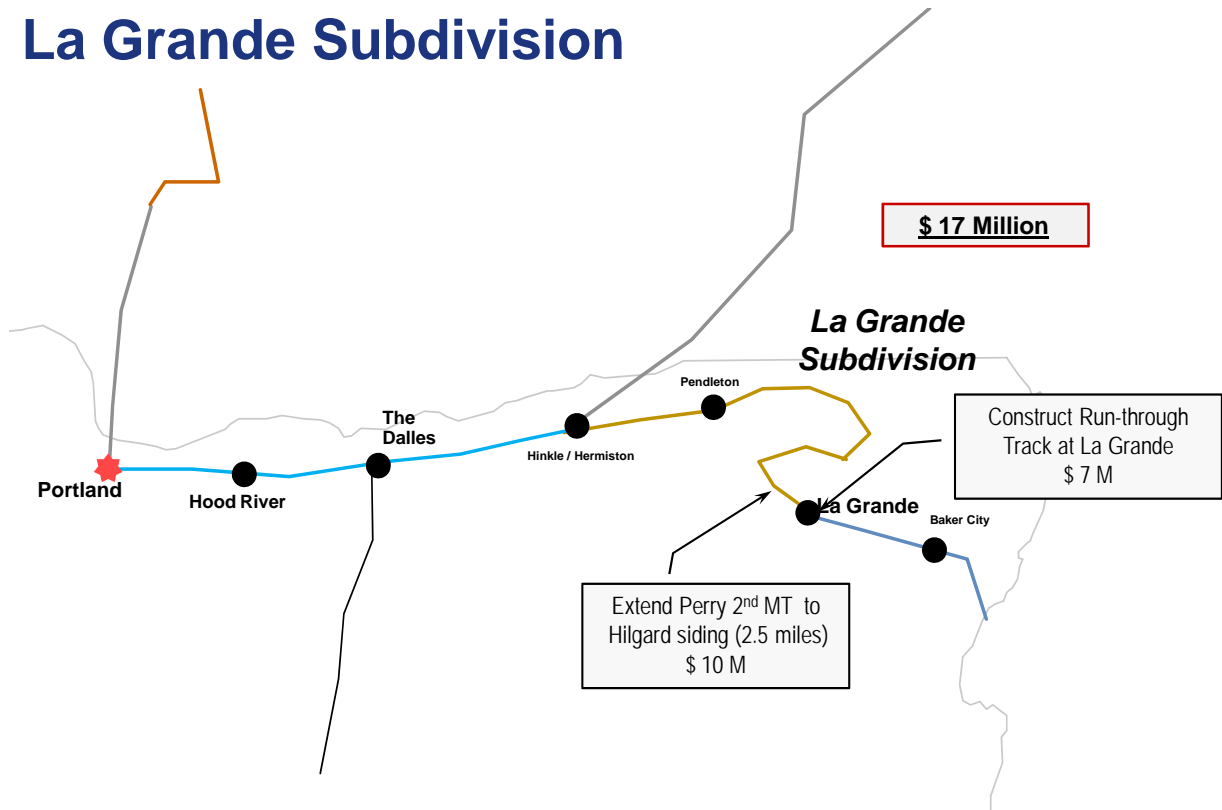 La Grande Subdivision
$ 17 Million
La Grande
Subdivision
Pendleton
The
Dalles
Hinkle / Hermiston
Construct Run-through
Track at La Grande
$ 7 M
Portland
Hood River
La Grande
Baker City
Extend Perry 2nd MT to
Hilgard siding (2.5 miles)
$ 10 M